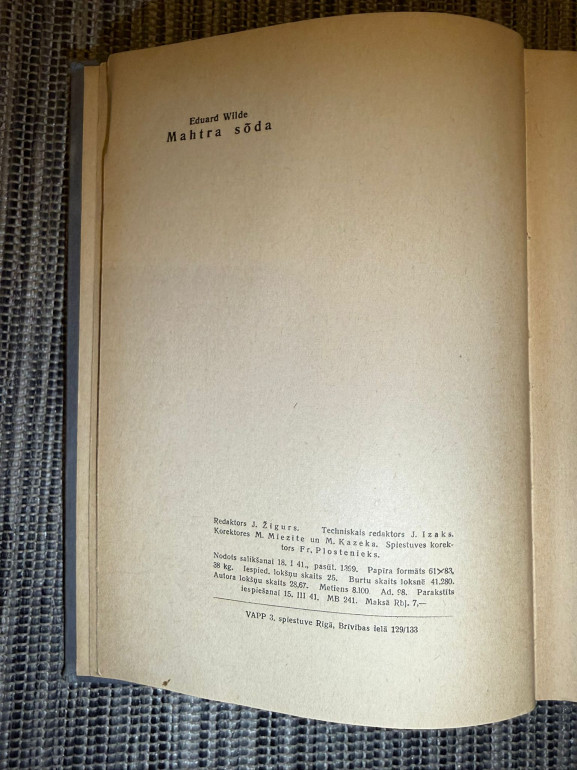 Eduard Wilde
Mahtra sōda
Redaktors J. Žigurs. Techniskais redaktors J. Izaks.
Korektores M. Miezīte un M. Kazeka. Spiestuves korek-
tors Fr. Plostenieks.
Nodots salikšanai 18. I 41., pasūt. 1399. Papīra formāts 61×83,
38 kg. Iespied. lokšņu skaits 25. Burtu skaits loksnē 41.280.
Autora lokšņu skaits 28,67. Metiens 8.100. Ad. 98. Parakstīts
iespiešanai 15. III 41. MB 241. Maksā Rbļ. 7,—
VAPP 3. spiestuve Rīgā, Brīvības ielā 129/133